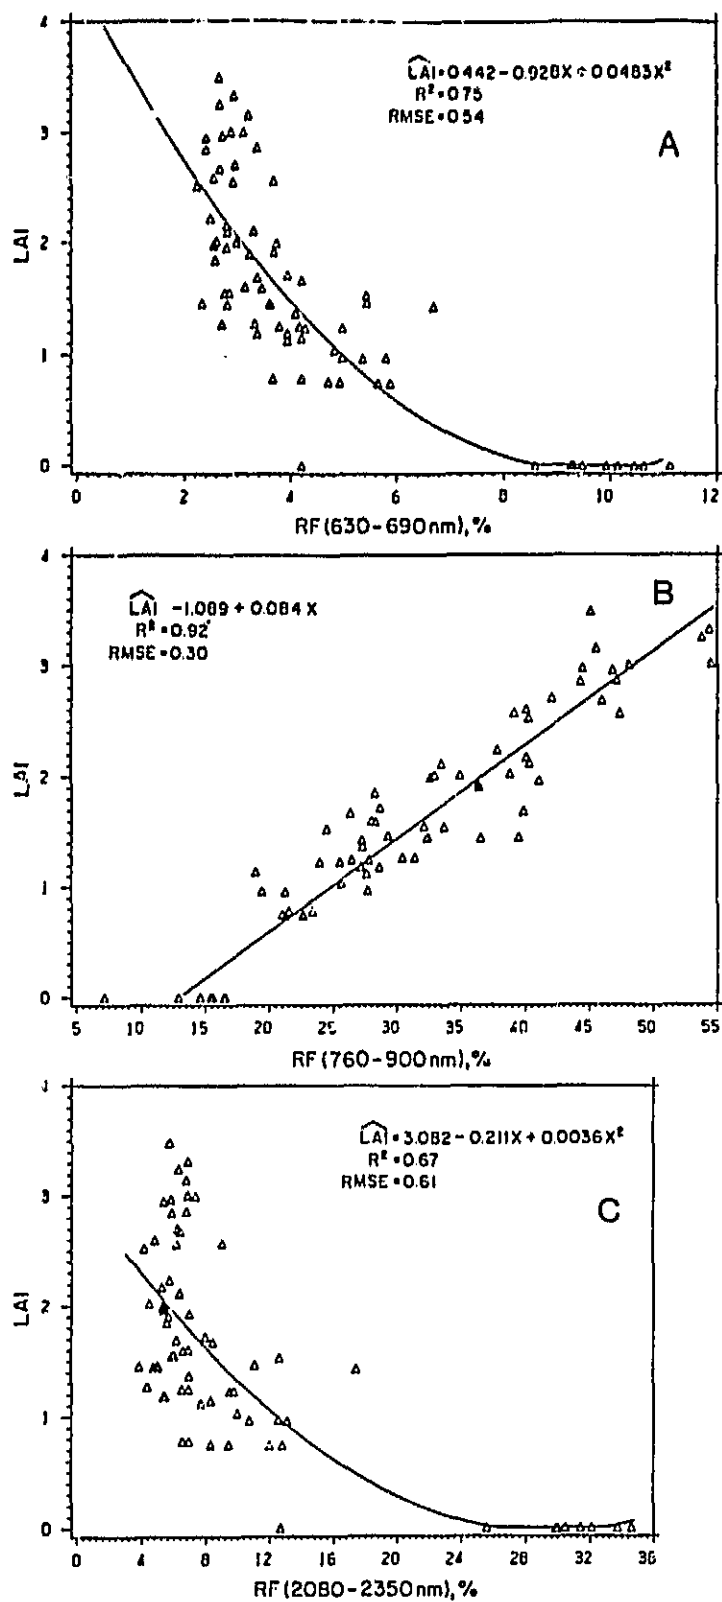 4
3
2
1
0
LAI
LAI=0.442-0.928X+0.0483X²
R²=0.75
RMSE=0.54
A
0 2 4 6 8 10 12
RF(630-690nm),%
4
3
2
1
0
LAI
LAI -1.089+0.084X
R²=0.92
RMSE=0.30
B
5 10 15 20 25 30 35 40 45 50 55
RF(760-900nm),%
3
2
1
0
LAI
LAI=3.082-0.211X+0.0036X²
R²=0.67
RMSE=0.61
C
4 8 12 16 20 24 28 32 36
RF(2080-2350nm),%